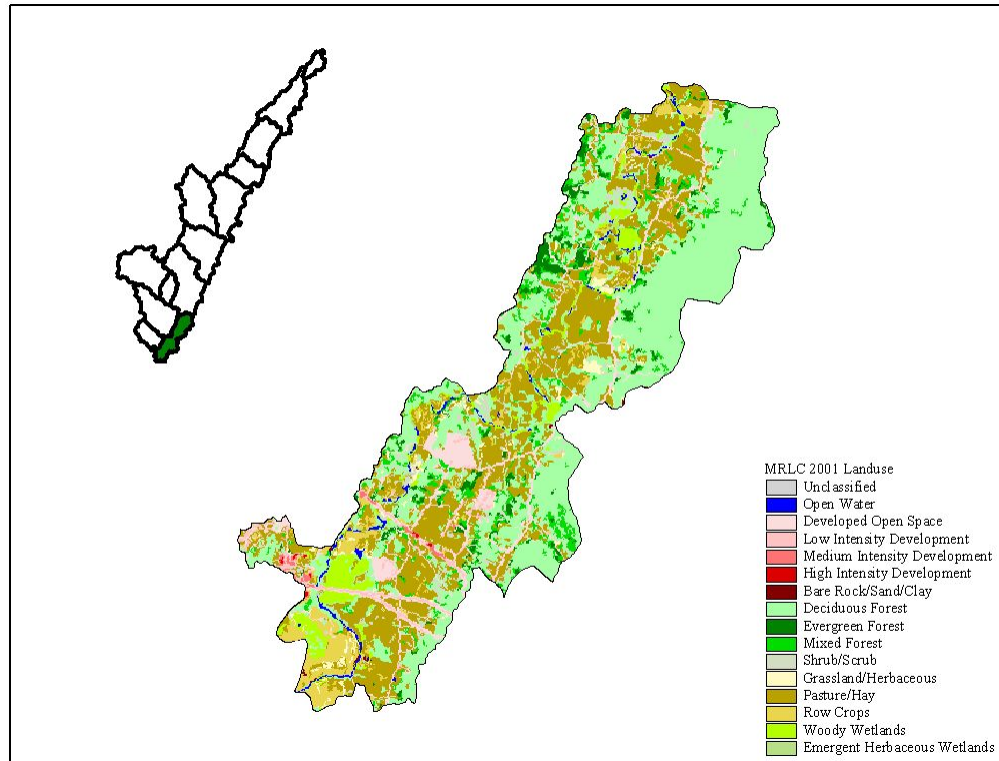 MRLC 2001 Landuse
Unclassified
Open Water
Developed Open Space
Low Intensity Development
Medium Intensity Development
High Intensity Development
Bare Rock/Sand/Clay
Deciduous Forest
Evergreen Forest
Mixed Forest
Shrub/Scrub
Grassland/Herbaceous
Pasture/Hay
Row Crops
Woody Wetlands
Emergent Herbaceous Wetlands